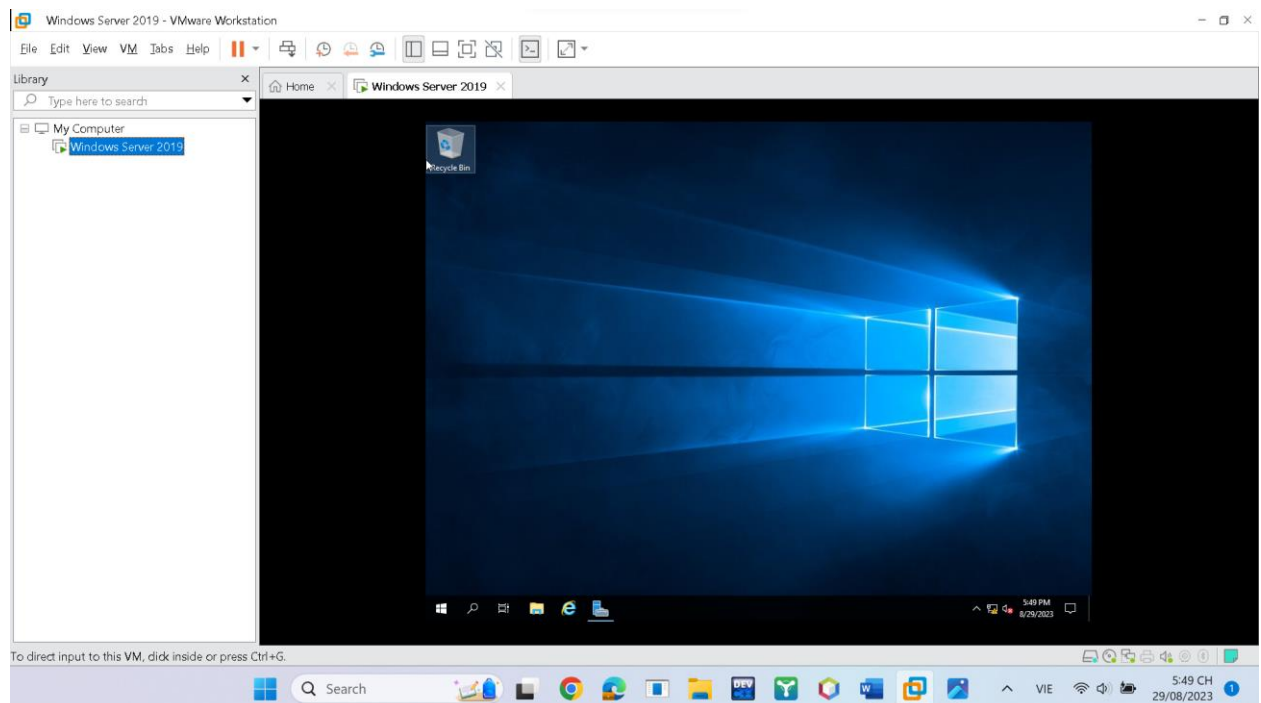 Windows Server 2019 - VMware Workstation
File Edit View VM Tabs Help
Library
Home
Windows Server 2019
Type here to search
My Computer
Windows Server 2019
Recycle Bin
5:49 PM
8/29/2023
To direct input to this VM, click inside or press Ctrl+G.
Search
DEV
W
VIE
5:49 CH
29/08/2023
1